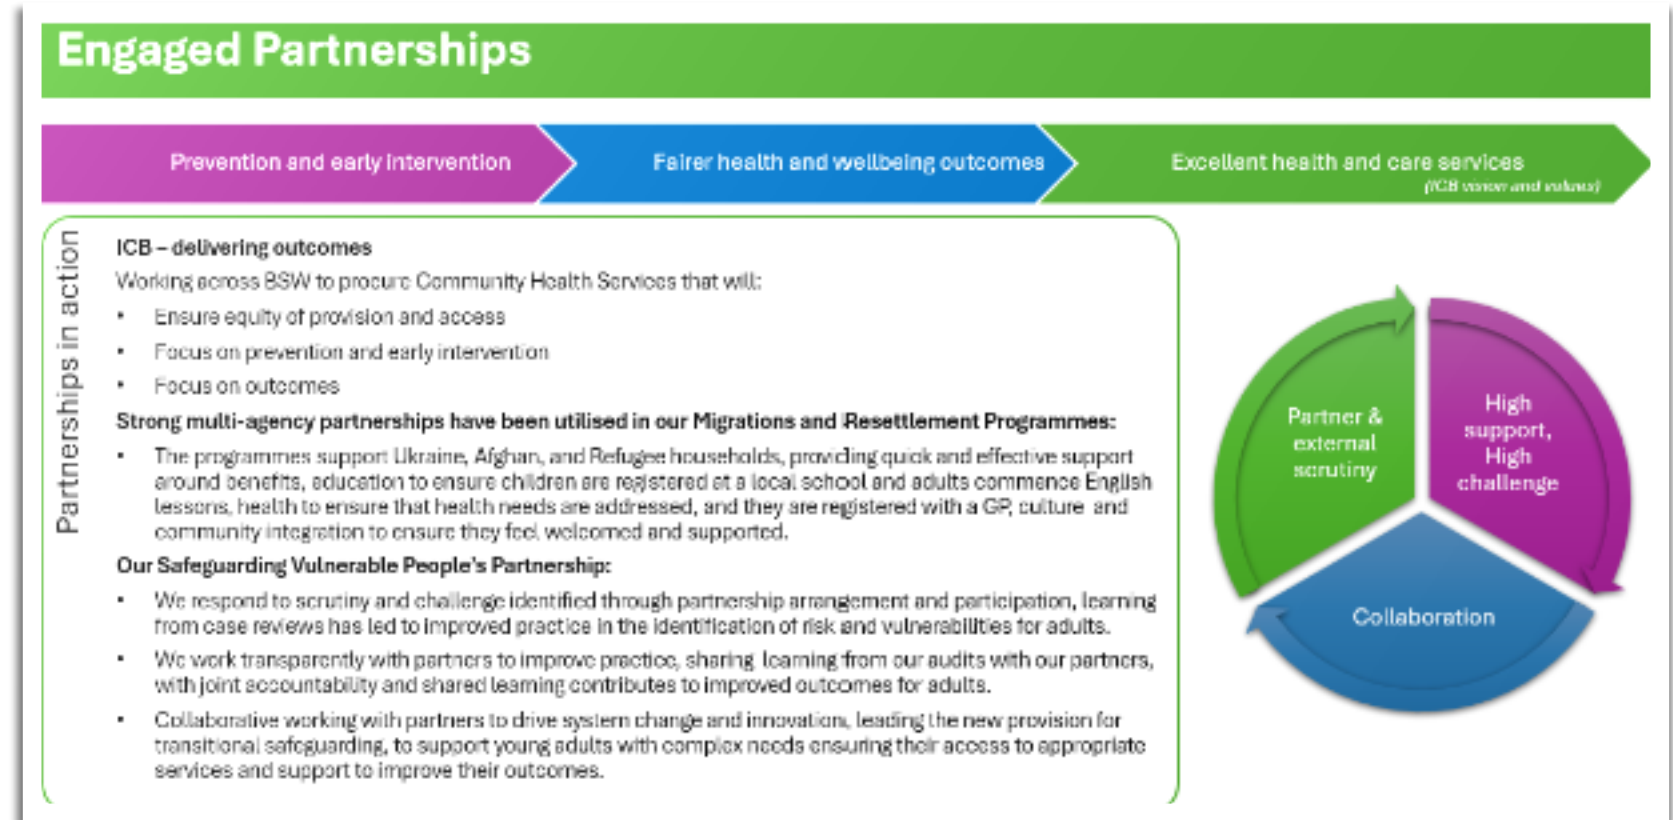 Engaged Partnerships
Prevention and early intervention
Fairer health and wellbeing outcomes
Excellent health and care services
(ICB vision and values)
Partnerships in action
ICB – delivering outcomes
Working across BSW to procure Community Health Services that will:
• Ensure equity of provision and access
• Focus on prevention and early intervention
• Focus on outcomes
Strong multi-agency partnerships have been utilised in our Migrations and Resettlement Programmes:
• The programmes support Ukraine, Afghan, and Refugee households, providing quick and effective support
around benefits, education to ensure children are registered at a local school and adults commence English
lessons, health to ensure that health needs are addressed, and they are registered with a GP, culture and
community integration to ensure they feel welcomed and supported.
Our Safeguarding Vulnerable People's Partnership:
• We respond to scrutiny and challenge identified through partnership arrangement and participation, learning
from case reviews has led to improved practice in the identification of risk and vulnerabilities for adults.
• We work transparently with partners to improve practice, sharing learning from our audits with our partners,
with joint accountability and shared learning contributes to improved outcomes for adults.
• Collaborative working with partners to drive system change and innovation, leading the new provision for
transitional safeguarding, to support young adults with complex needs ensuring their access to appropriate
services and support to improve their outcomes.
Partner &
external
scrutiny
High
support,
High
challenge
Collaboration